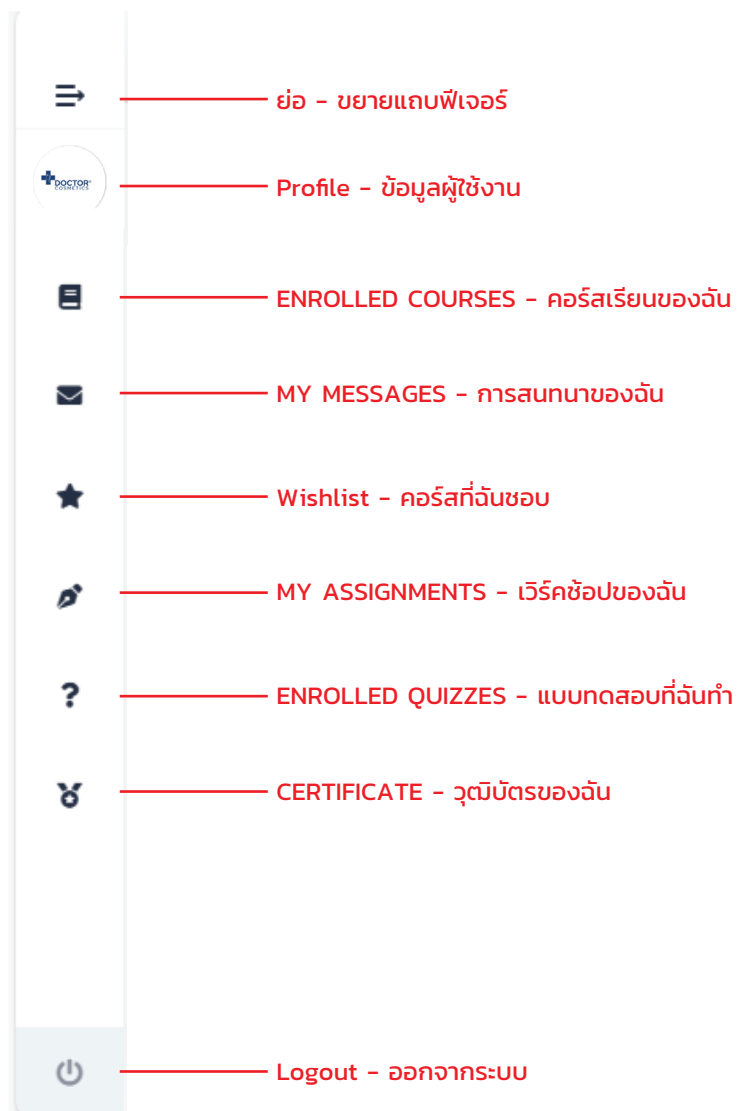 ย่อ - ขยายแถบฟีเจอร์
DOCTOR
COSMETICS
Profile - ข้อมูลผู้ใช้งาน
ENROLLED COURSES - คอร์สเรียนของฉัน
MY MESSAGES - การสนทนาของฉัน
Wishlist - คอร์สที่ฉันชอบ
MY ASSIGNMENTS - เวิร์คช้อปของฉัน
ENROLLED QUIZZES - แบบทดสอบที่ฉันทำ
CERTIFICATE - วุฒิบัตรของฉัน
Logout - ออกจากระบบ